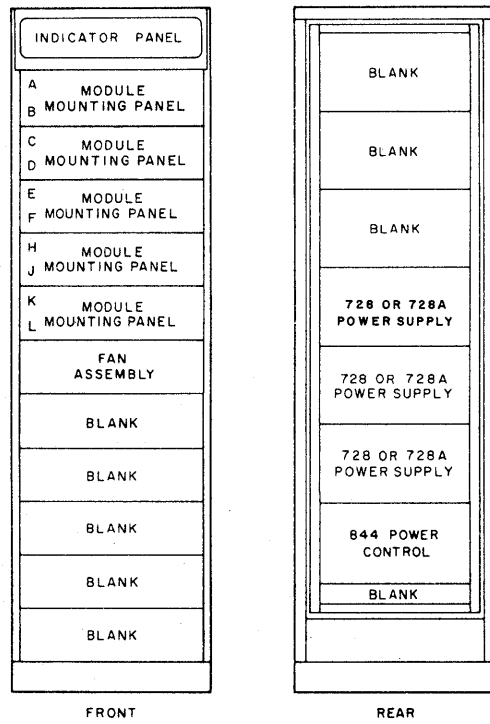 INDICATOR PANEL
A
MODULE
B MOUNTING PANEL
C
MODULE
D MOUNTING PANEL
E
MODULE
F MOUNTING PANEL
H
MODULE
J MOUNTING PANEL
K
MODULE
L MOUNTING PANEL
FAN
ASSEMBLY
BLANK
BLANK
BLANK
BLANK
BLANK
FRONT
BLANK
BLANK
BLANK
728 OR 728A
POWER SUPPLY
728 OR 728A
POWER SUPPLY
728 OR 728A
POWER SUPPLY
844 POWER
CONTROL
BLANK
REAR